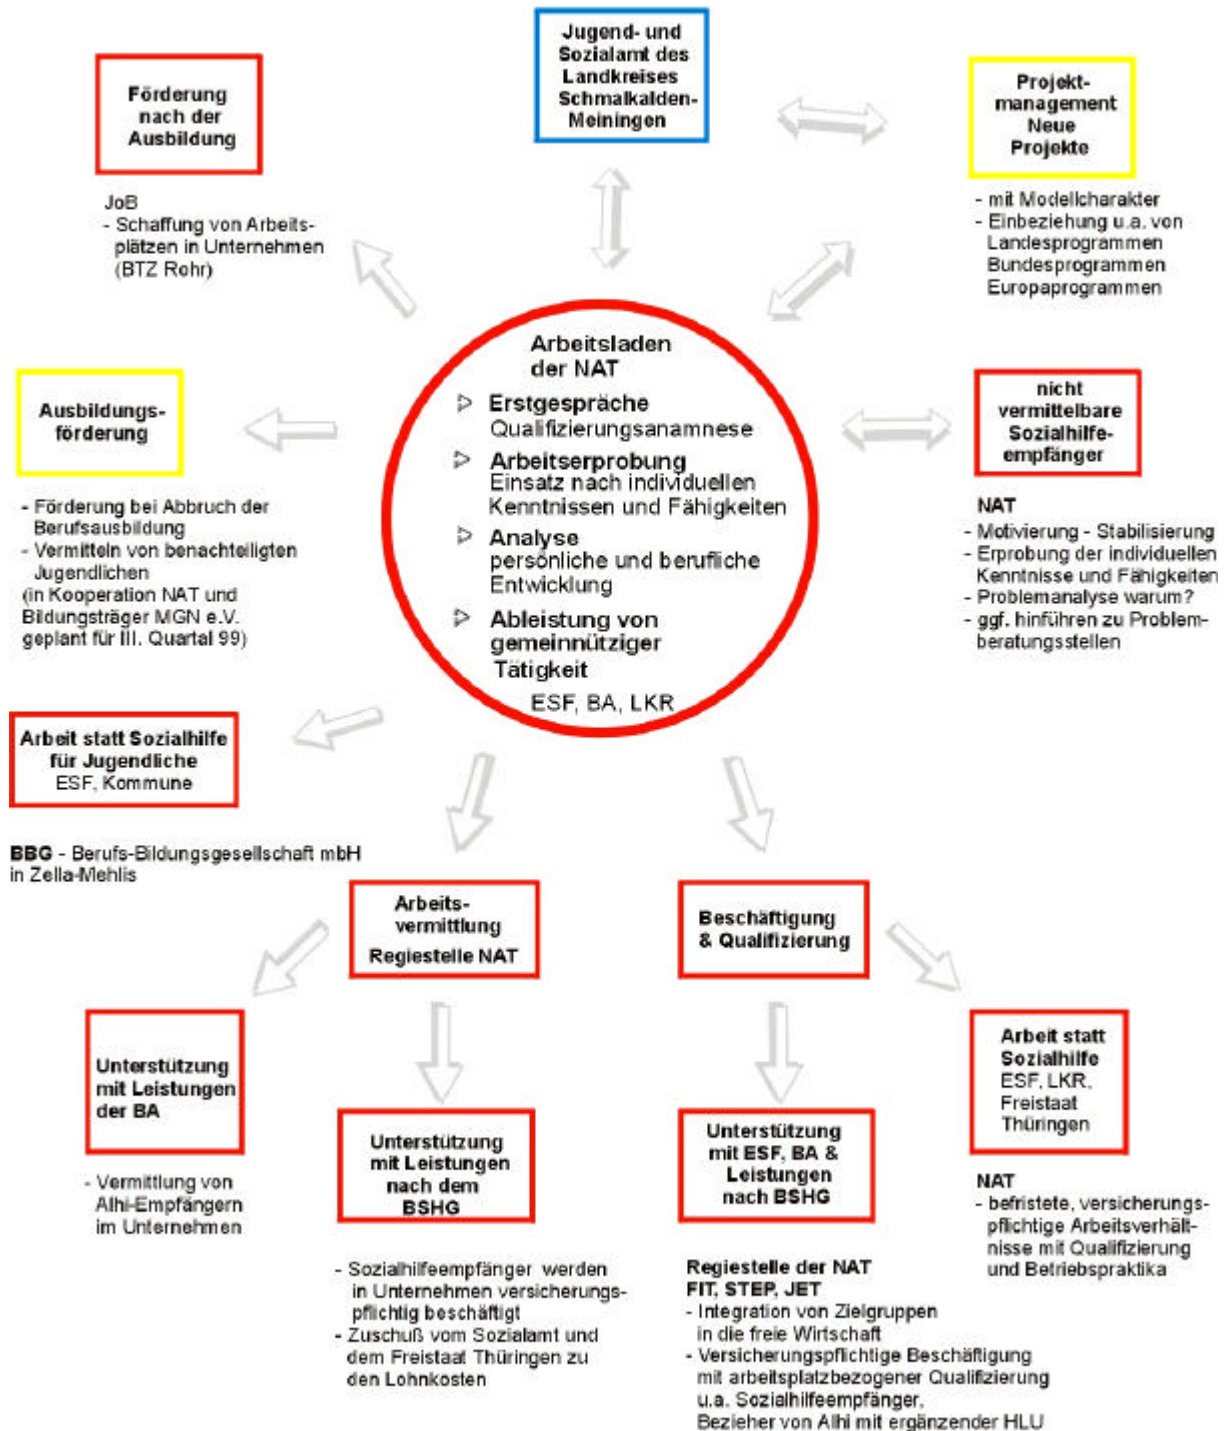 Jugend- und
Sozialamt des
Landkreises
Schmalkalden-
Meiningen
Förderung
nach der
Ausbildung
JoB
- Schaffung von Arbeits-
plätzen in Unternehmen
(BTZ Rohr)
Projekt-
management
Neue
Projekte
- mit Modellcharakter
- Einbeziehung u.a. von
Landesprogrammen
Bundesprogrammen
Europaprogrammen
Arbeitsladen
der NAT
Erstgespräche
Qualifizierungsanamnese
Arbeitserprobung
Einsatz nach individuellen
Kenntnissen und Fähigkeiten
Analyse
persönliche und berufliche
Entwicklung
Ableistung von
gemeinnütziger
Tätigkeit
ESF, BA, LKR
Ausbildungs-
förderung
- Förderung bei Abbruch der
Berufsausbildung
- Vermitteln von benachteiligten
Jugendlichen
(in Kooperation NAT und
Bildungsträger MGN e.V.
geplant für III. Quartal 99)
nicht
vermittelbare
Sozialhilfe-
empfänger
NAT
- Motivierung - Stabilisierung
- Erprobung der individuellen
Kenntnisse und Fähigkeiten
- Problemanalyse warum?
- ggf. hinführen zu Problem-
beratungsstellen
Arbeit statt Sozialhilfe
für Jugendliche
ESF, Kommune
BBG - Berufs-Bildungsgesellschaft mbH
in Zella-Mehlis
Arbeits-
vermittlung
Regiestelle NAT
Beschäftigung
& Qualifizierung
Unterstützung
mit Leistungen
der BA
- Vermittlung von
Alhi-Empfängern
im Unternehmen
Unterstützung
mit Leistungen
nach dem
BSHG
- Sozialhilfeempfänger werden
in Unternehmen versicherungs-
pflichtig beschäftigt
- Zuschuß vom Sozialamt und
dem Freistaat Thüringen zu
den Lohnkosten
Unterstützung
mit ESF, BA &
Leistungen
nach BSHG
Regiestelle der NAT
FIT, STEP, JET
- Integration von Zielgruppen
in die freie Wirtschaft
- Versicherungspflichtige Beschäftigung
mit arbeitsplatzbezogener Qualifizierung
u.a. Sozialhilfeempfänger,
Bezieher von Alhi mit ergänzender HLU
Arbeit statt
Sozialhilfe
ESF, LKR,
Freistaat
Thüringen
NAT
- befristete, versicherungs-
pflichtige Arbeitsverhält-
nisse mit Qualifizierung
und Betriebspraktika